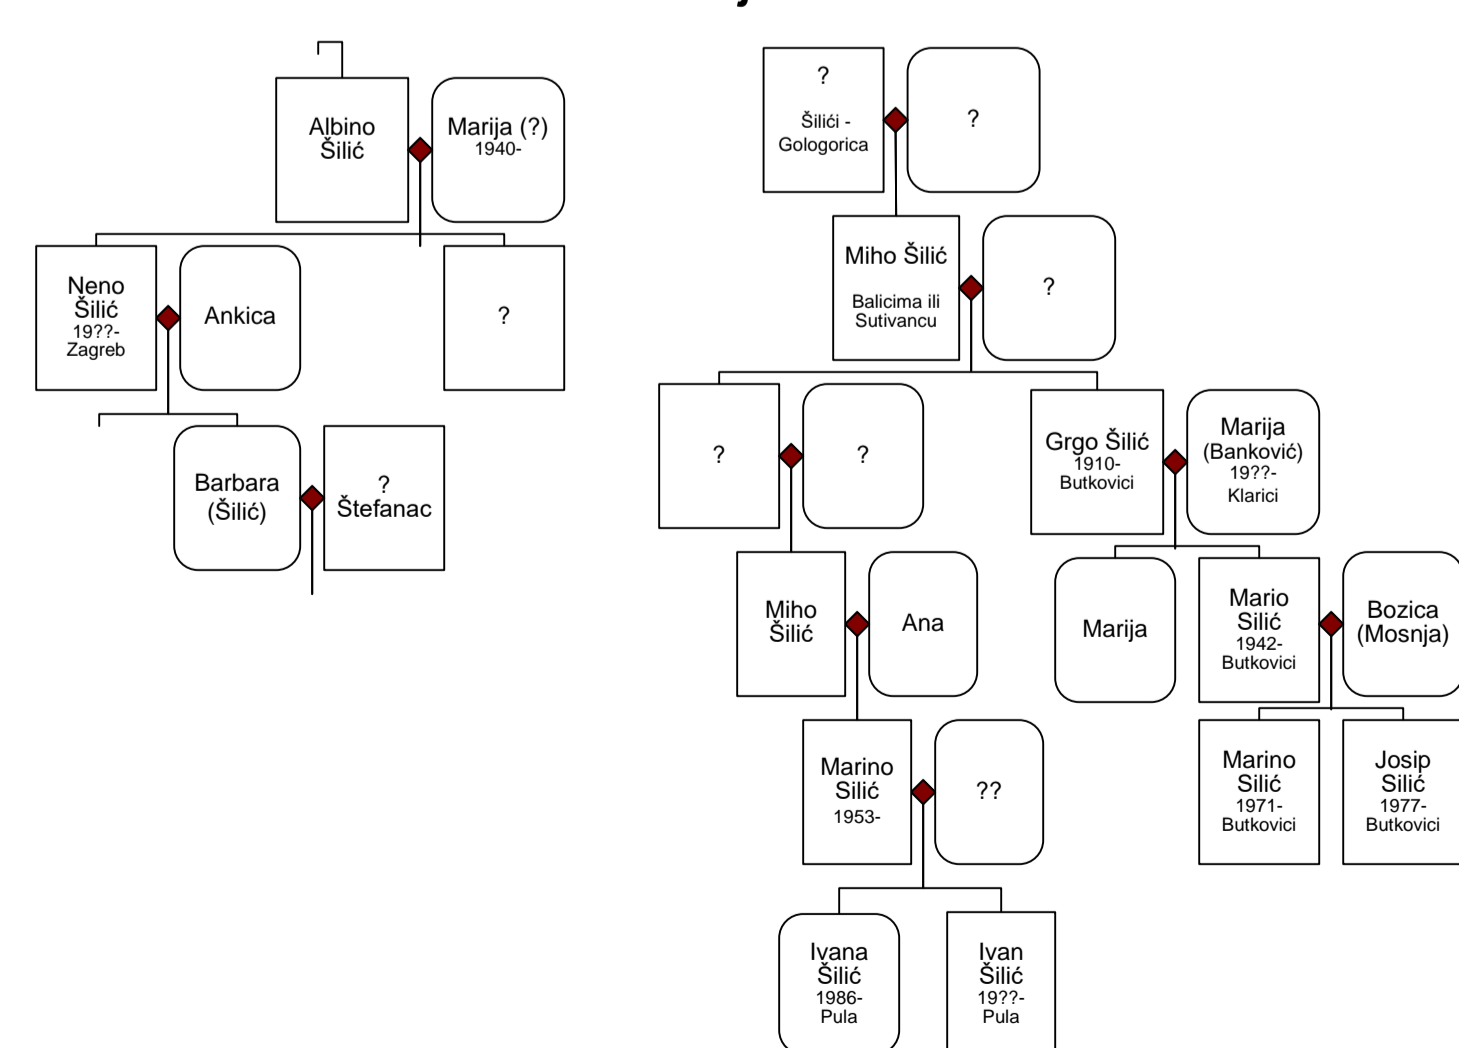 Albino
Šilić
Marija (?)
1940-
Neno
Šilić
19??-
Zagreb
Ankica
?
Barbara
(Šilić)
?
Štefanac
?
Šilići -
Gologorica
?
Miho Šilić
Balicima ili
Sutivancu
?
?
?
Grgo Šilić
1910-
Butkovici
Marija
(Banković)
19??-
Klarici
Miho
Šilić
Ana
Marija
Mario
Silić
1942-
Butkovici
Bozica
(Mosnja)
Marino
Silić
1953-
??
Marino
Silić
1971-
Butkovici
Josip
Silić
1977-
Butkovici
Ivana
Šilić
1986-
Pula
Ivan
Šilić
19??-
Pula